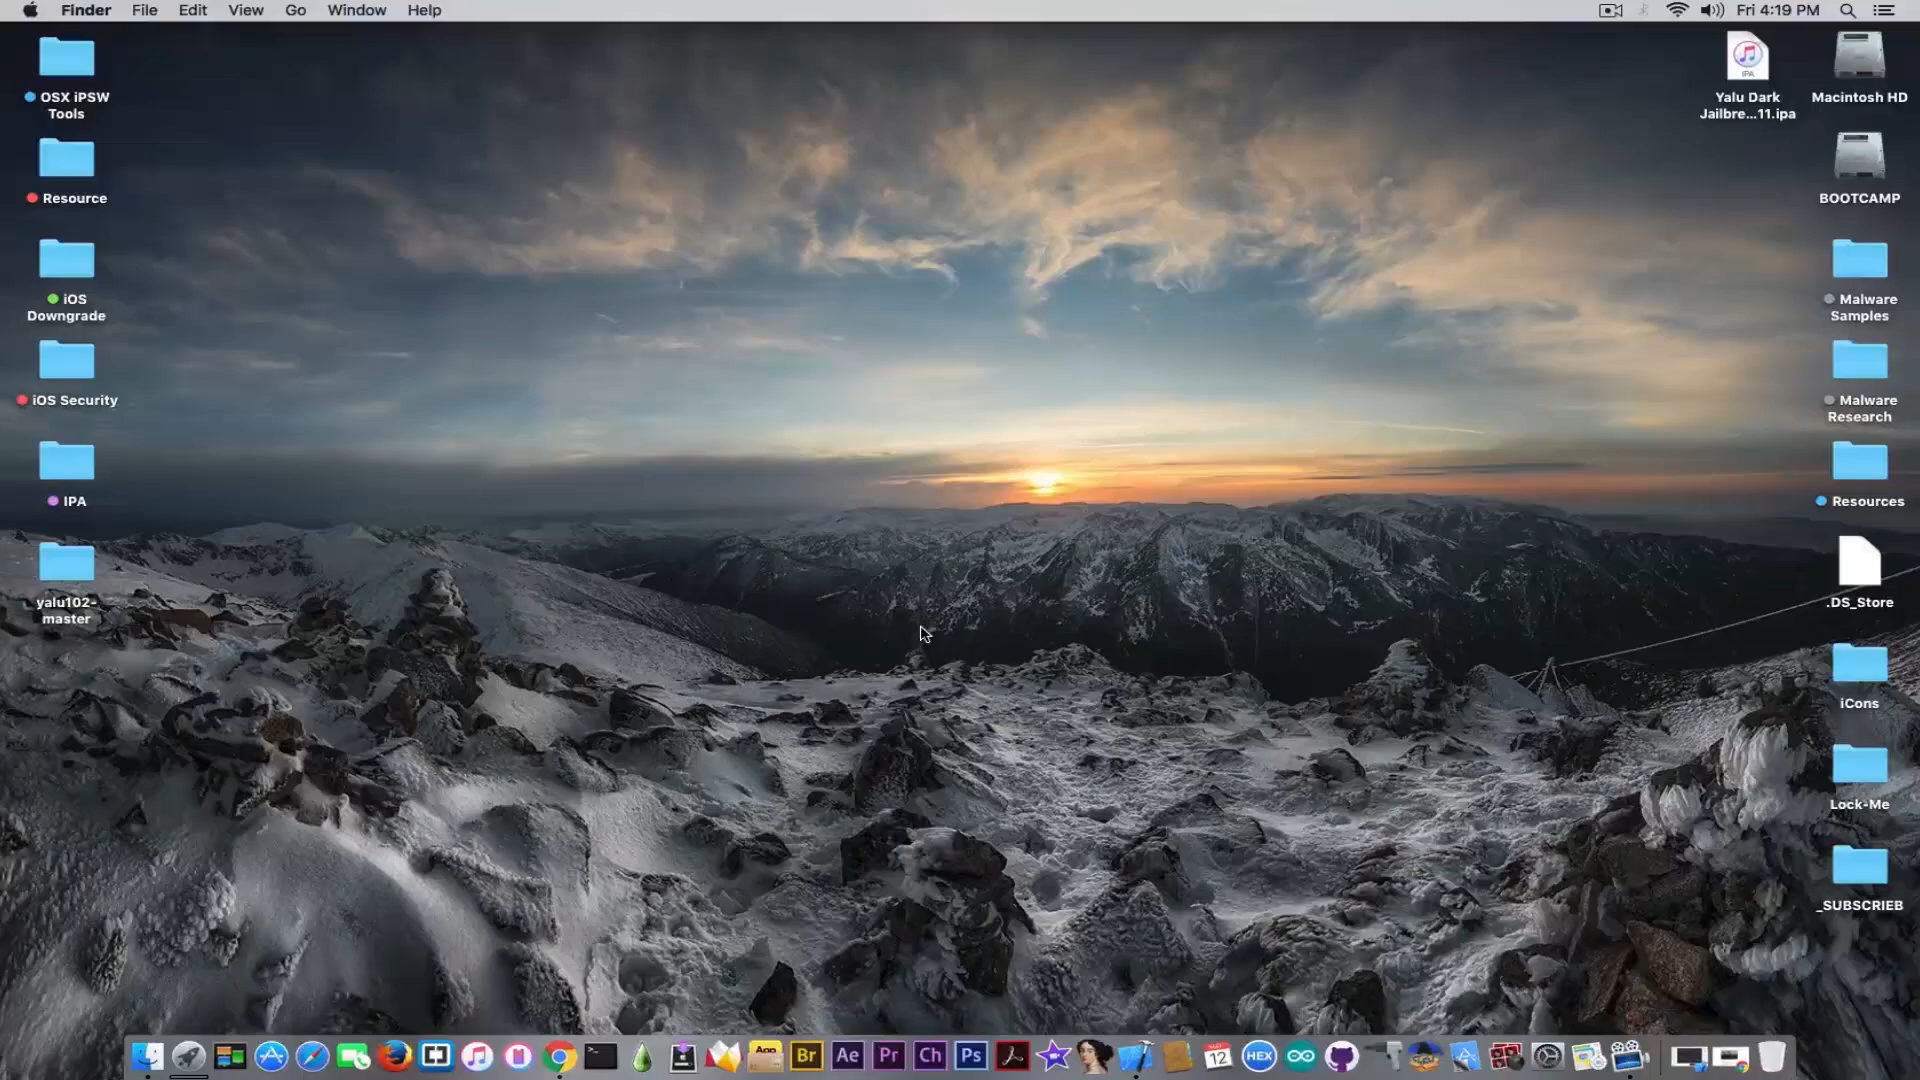 Finder File Edit View Go Window Help Fri 4:19 PM
OSX iPSW
Tools
Resource
iOS
Downgrade
iOS Security
IPA
yalu102-
master
IPA
Yalu Dark
Jailbre...11.ipa
Macintosh HD
BOOTCAMP
Malware
Samples
Malware
Research
Resources
.DS_Store
iCons
Lock-Me
_SUBSCRIEB
App Br Ae Pr Ch Ps 12 HEX